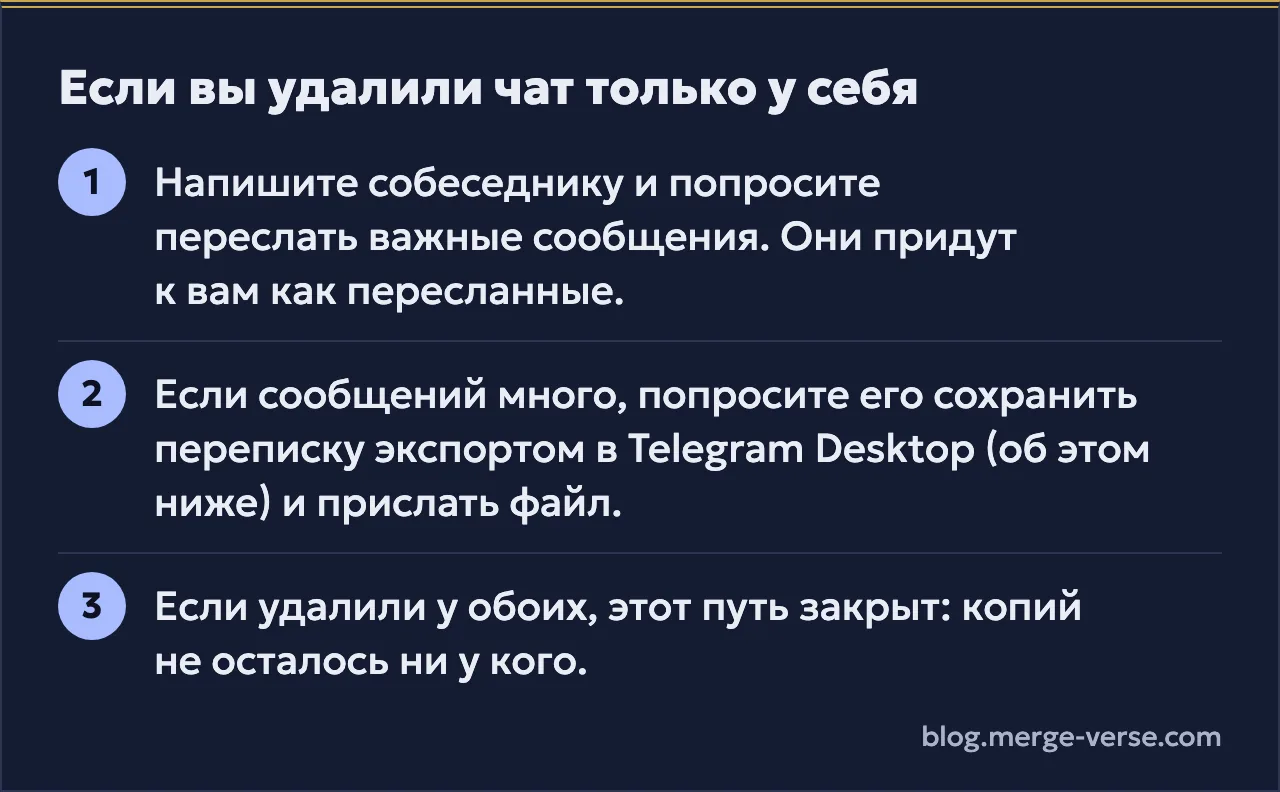 Если вы удалили чат только у себя
1
Напишите собеседнику и попросите
переслать важные сообщения. Они придут
к вам как пересланные.
2
Если сообщений много, попросите его сохранить
переписку экспортом в Telegram Desktop (об этом
ниже) и прислать файл.
3
Если удалили у обоих, этот путь закрыт: копий
не осталось ни у кого.
blog.merge-verse.com